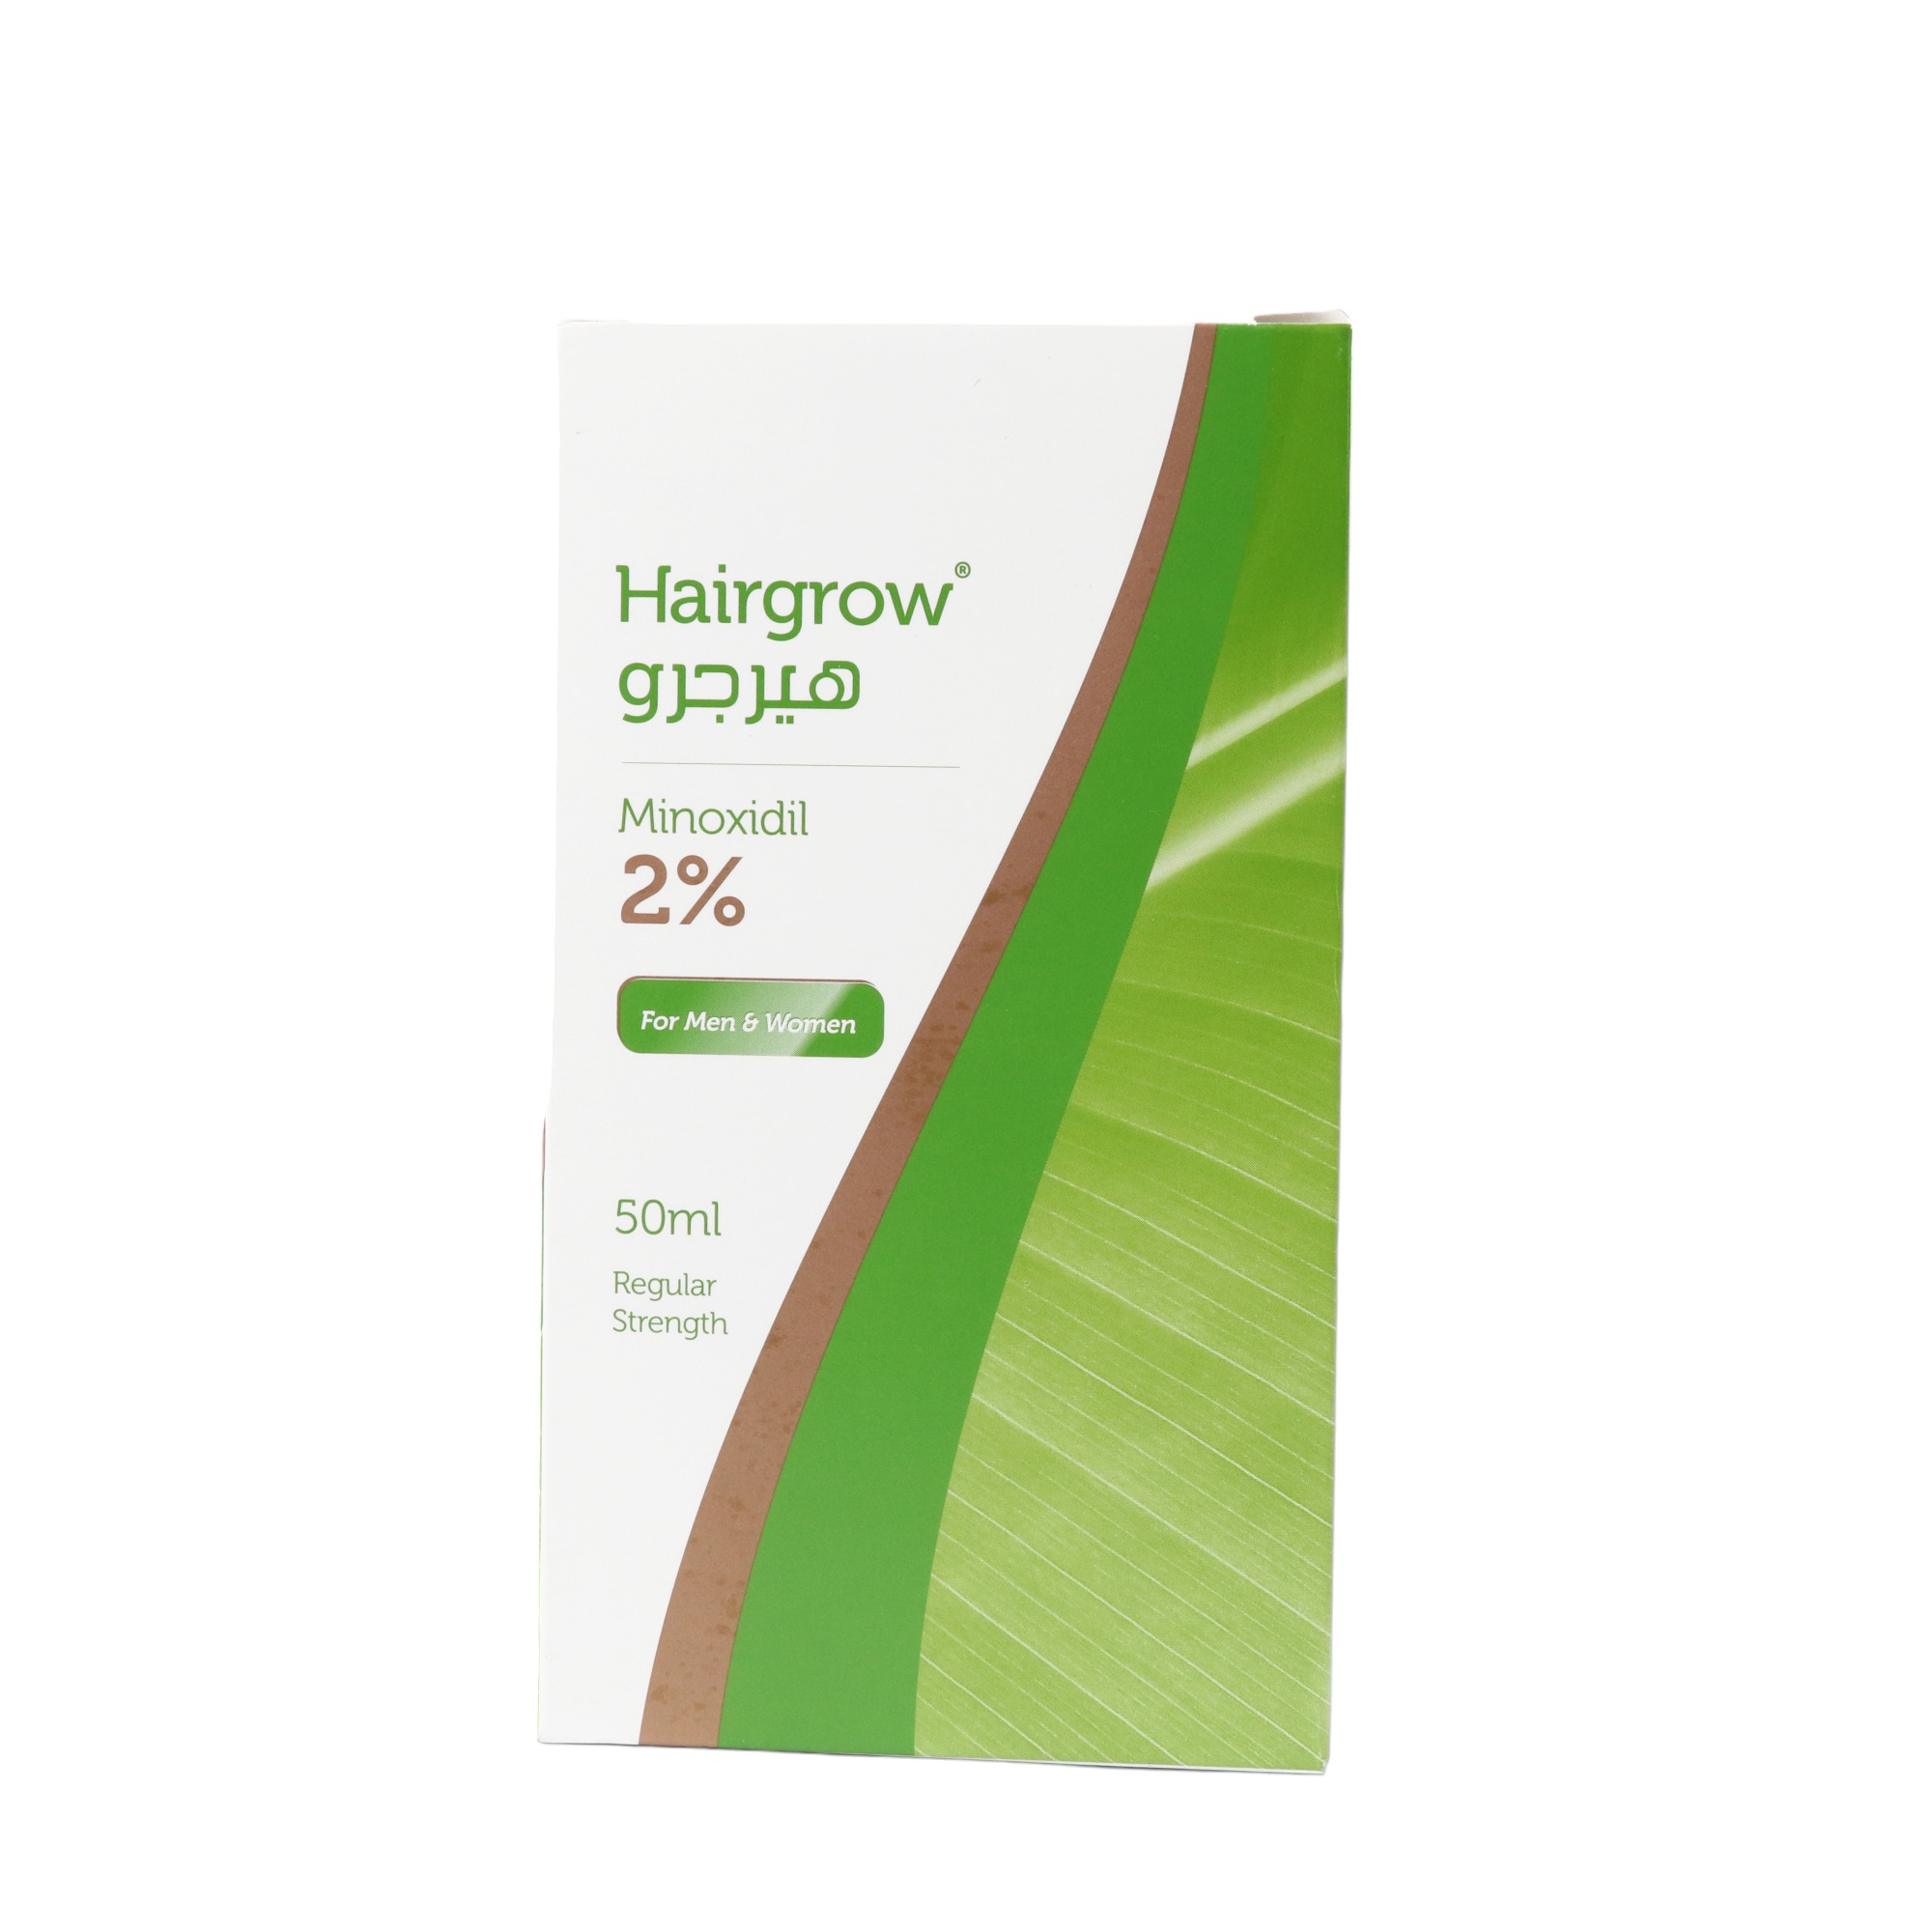 Hairgrow®
هيرجرو
Minoxidil
2%
For Men & Women
50ml
Regular
Strength